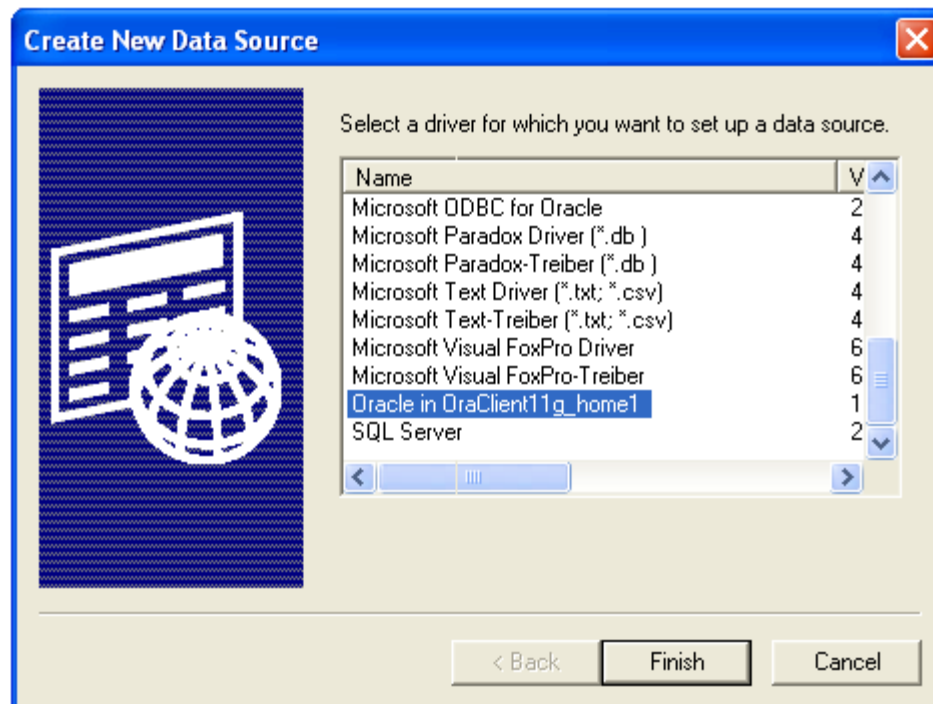 Create New Data Source
Select a driver for which you want to set up a data source.
Name V
Microsoft ODBC for Oracle 2
Microsoft Paradox Driver (*.db ) 4
Microsoft Paradox-Treiber (*.db ) 4
Microsoft Text Driver (*.txt; *.csv) 4
Microsoft Text-Treiber (*.txt; *.csv) 4
Microsoft Visual FoxPro Driver 6
Microsoft Visual FoxPro-Treiber 6
Oracle in OraClient11g_home1 1
SQL Server 2
< Back Finish Cancel